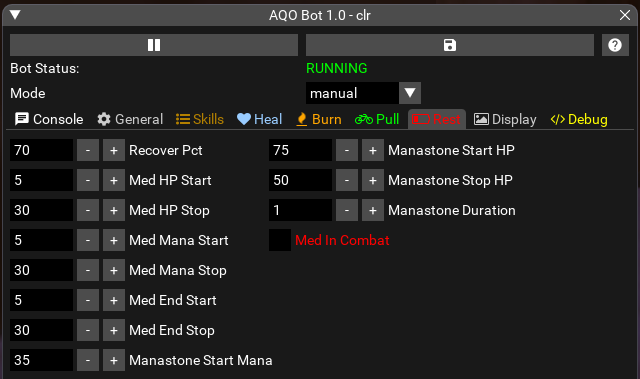 AQO Bot 1.0 - clr
Bot Status: RUNNING
Mode manual
Console General Skills Heal Burn Pull Rest Display Debug
70 - + Recover Pct 75 - + Manastone Start HP
5 - + Med HP Start 50 - + Manastone Stop HP
30 - + Med HP Stop 1 - + Manastone Duration
5 - + Med Mana Start Med In Combat
30 - + Med Mana Stop
5 - + Med End Start
30 - + Med End Stop
35 - + Manastone Start Mana